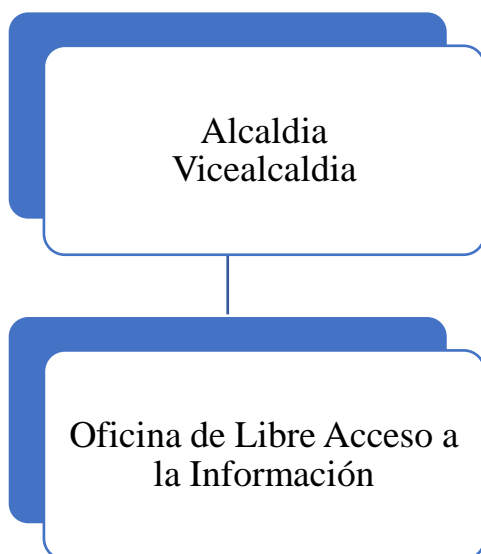 Alcaldia
Vicealcaldia
Oficina de Libre Acceso a
la Información